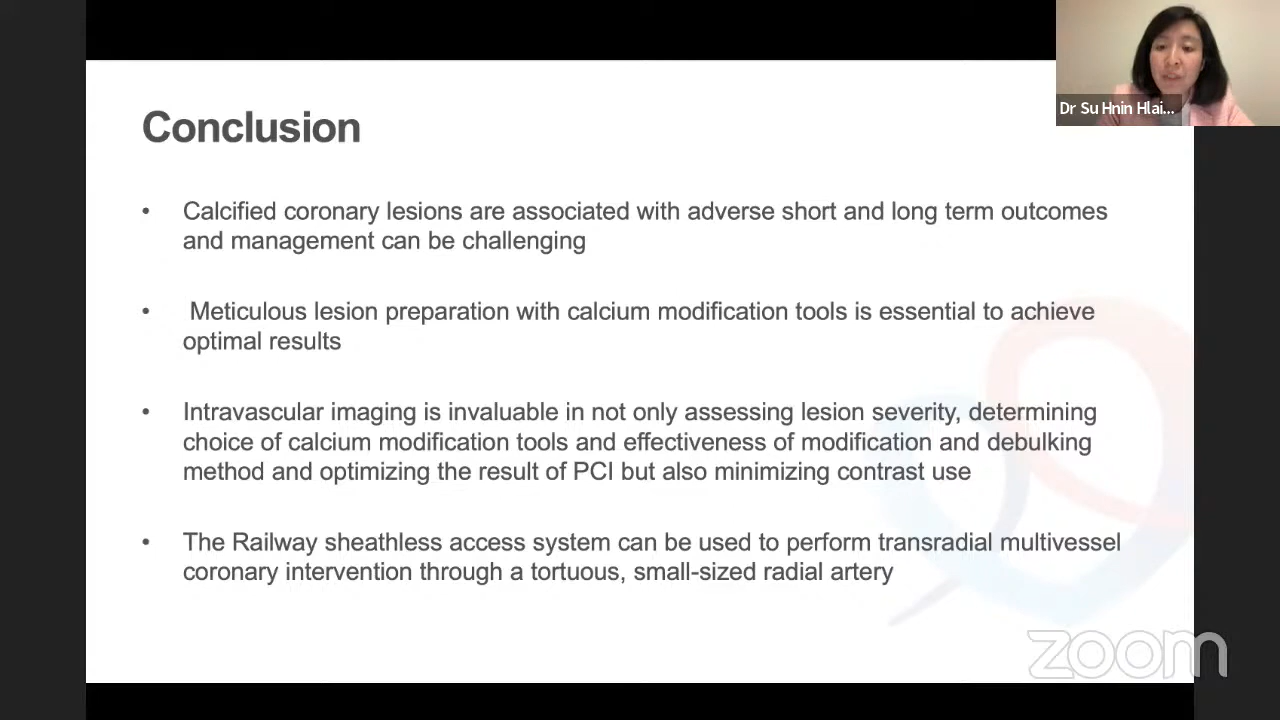 Conclusion
• Calcified coronary lesions are associated with adverse short and long term outcomes
and management can be challenging
• Meticulous lesion preparation with calcium modification tools is essential to achieve
optimal results
• Intravascular imaging is invaluable in not only assessing lesion severity, determining
choice of calcium modification tools and effectiveness of modification and debulking
method and optimizing the result of PCI but also minimizing contrast use
• The Railway sheathless access system can be used to perform transradial multivessel
coronary intervention through a tortuous, small-sized radial artery
Dr Su Hnin Hlai...
zoom